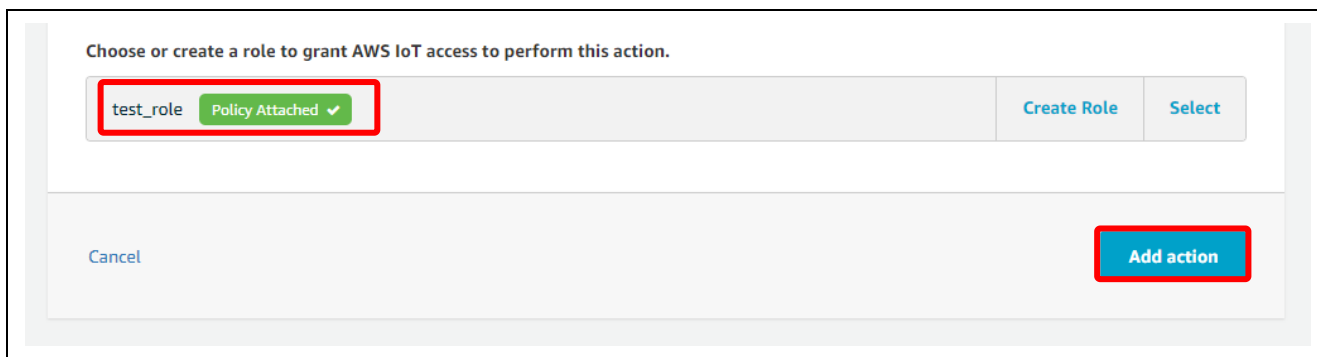 Choose or create a role to grant AWS IoT access to perform this action.
test_role Policy Attached Create Role Select
Cancel Add action